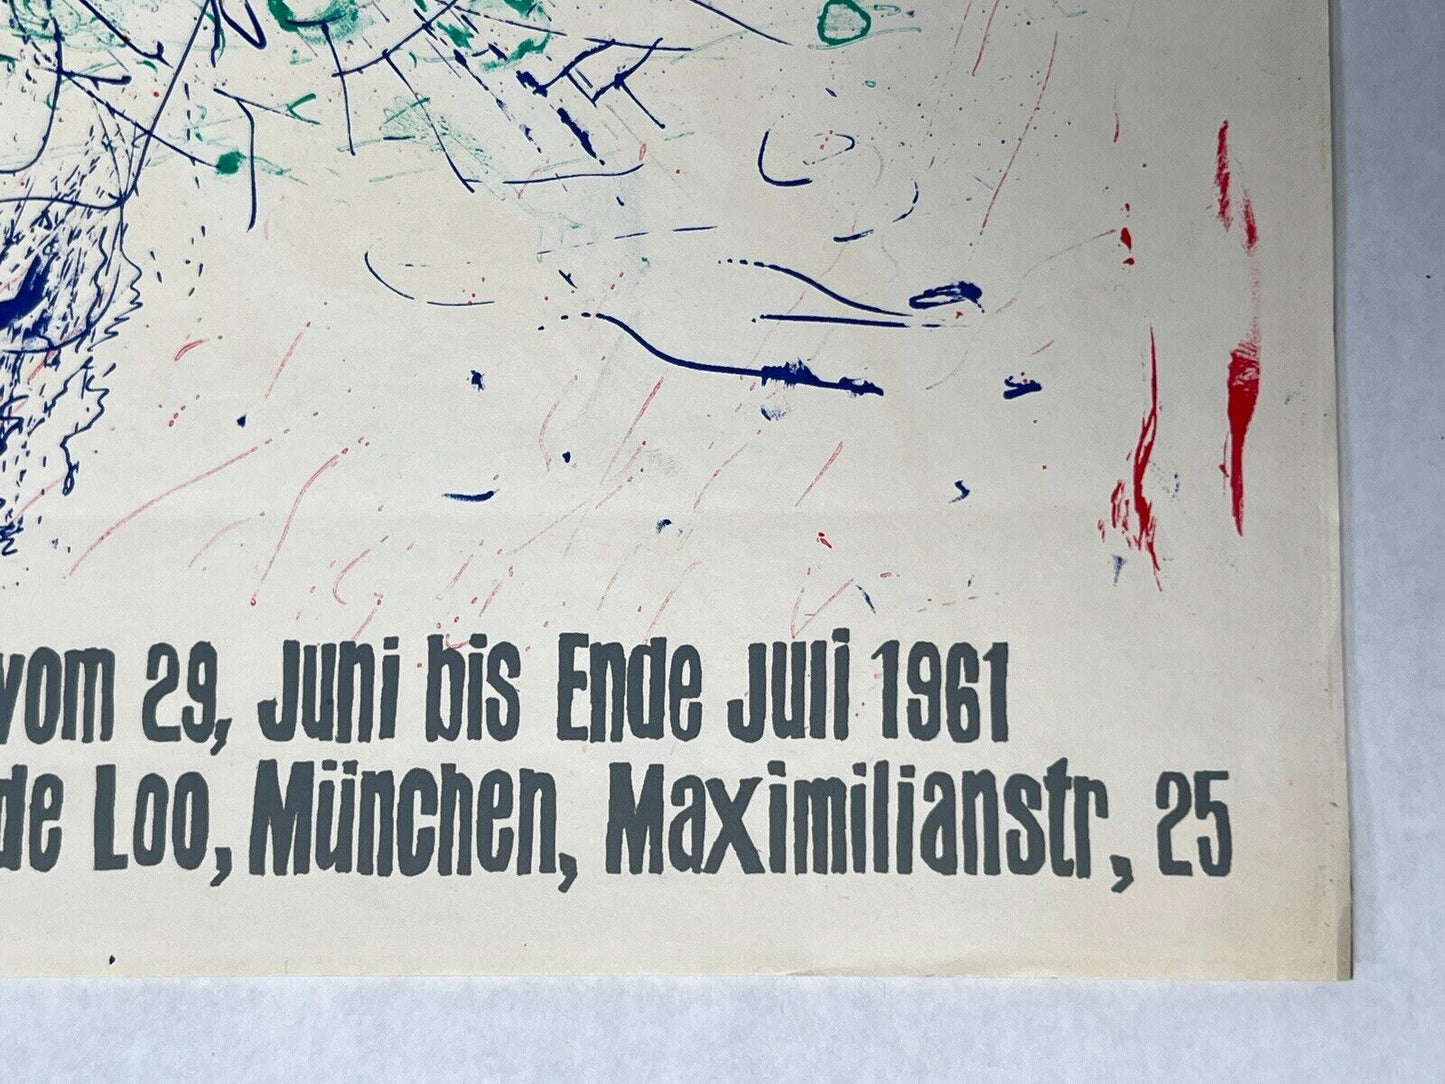 vom 29, Juni bis Ende Juli 1961
de Loo, München, Maximilianstr, 25